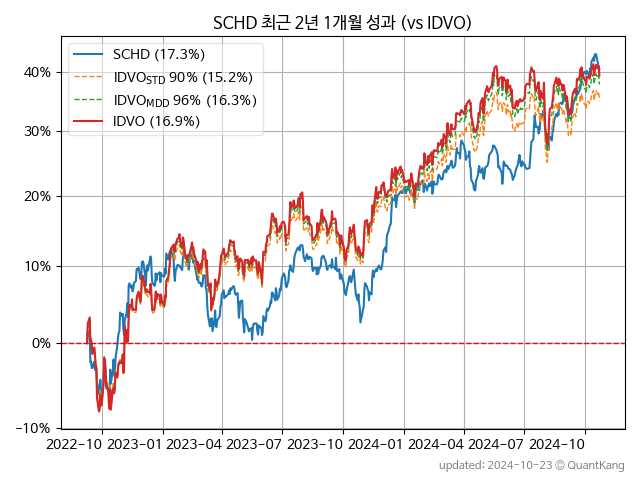 SCHD 최근 2년 1개월 성과 (vs IDVO)
SCHD (17.3%)
IDVO_STD 90% (15.2%)
IDVO_MDD 96% (16.3%)
IDVO (16.9%)
40%
30%
20%
10%
0%
−10%
2022-10 2023-01 2023-04 2023-07 2023-10 2024-01 2024-04 2024-07 2024-10
updated: 2024-10-23 © QuantKang